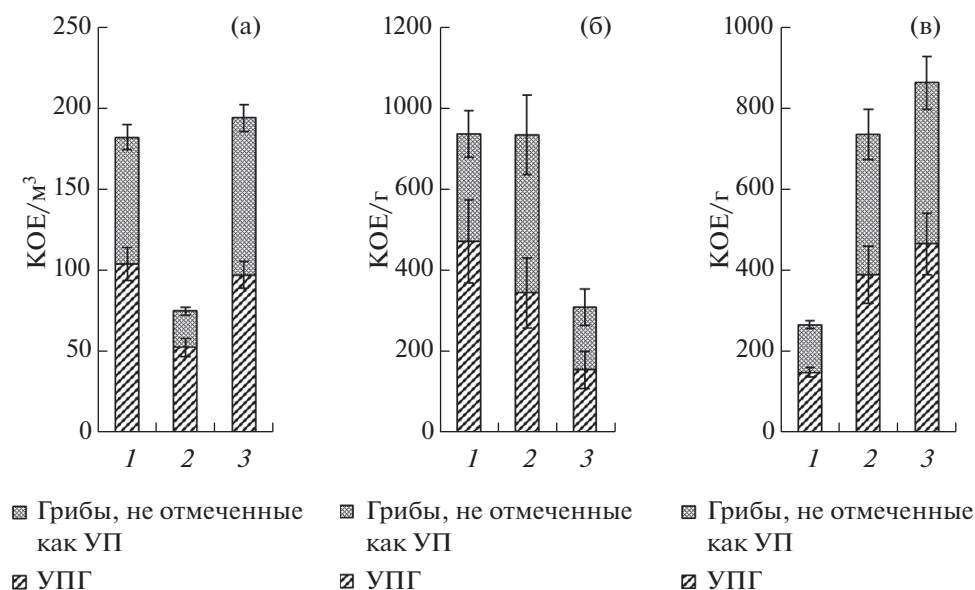 (а)
КОЕ/м³
250
200
150
100
50
0
1 2 3
Грибы, не отмеченные
как УП
УПГ
(б)
КОЕ/г
1200
1000
800
600
400
200
0
1 2 3
Грибы, не отмеченные
как УП
УПГ
(в)
КОЕ/г
1000
800
600
400
200
0
1 2 3
Грибы, не отмеченные
как УП
УПГ